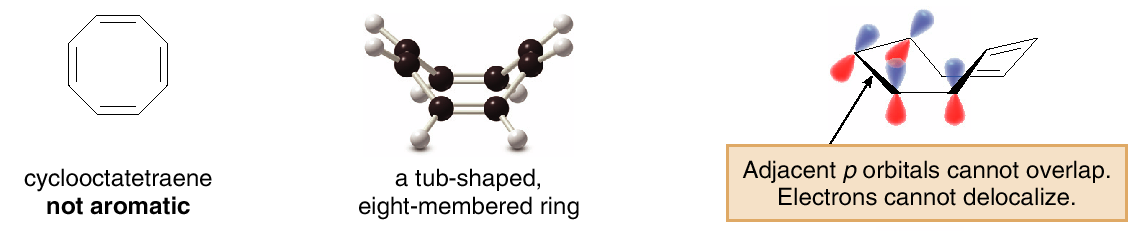 cyclooctatetraene
not aromatic
a tub-shaped,
eight-membered ring
Adjacent p orbitals cannot overlap.
Electrons cannot delocalize.